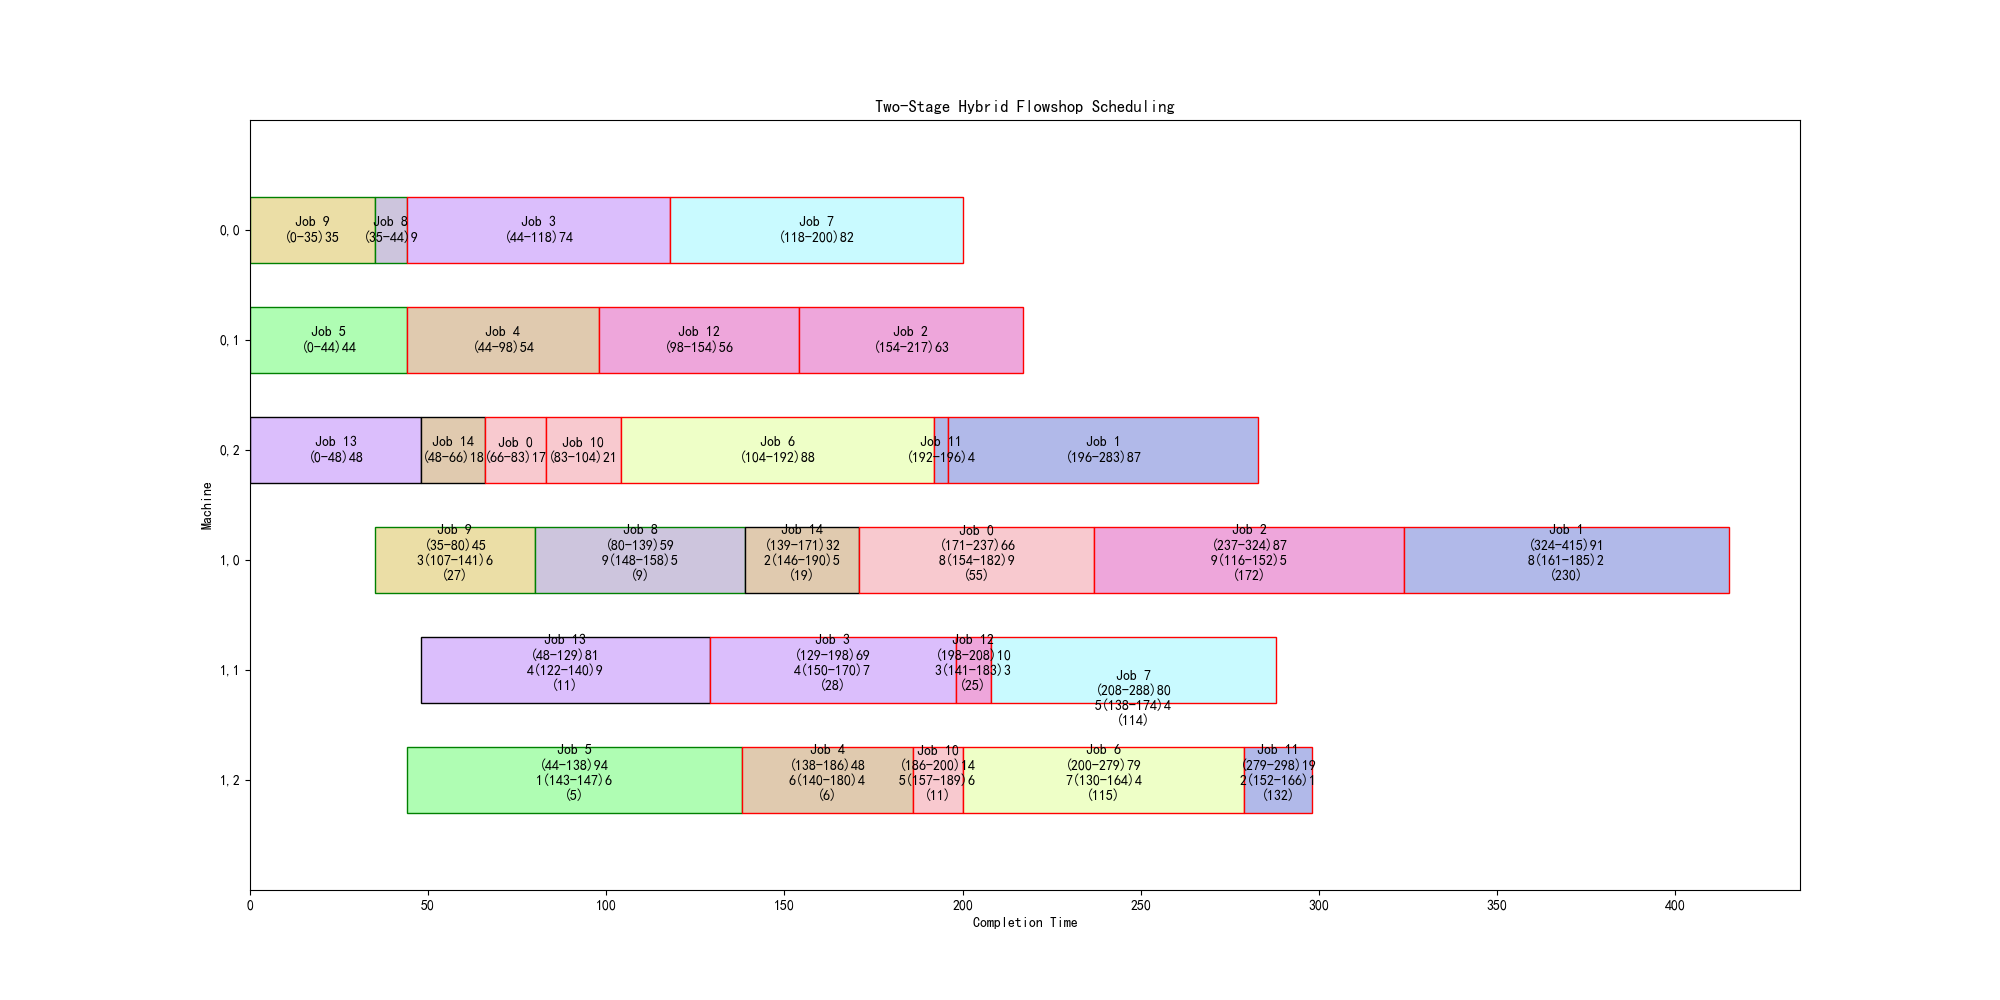 Two-Stage Hybrid Flowshop Scheduling
Machine
0,0
Job 9
(0-35)35
Job 8
(35-44)9
Job 3
(44-118)74
Job 7
(118-200)82
0,1
Job 5
(0-44)44
Job 4
(44-98)54
Job 12
(98-154)56
Job 2
(154-217)63
0,2
Job 13
(0-48)48
Job 14
(48-66)18
Job 0
(66-83)17
Job 10
(83-104)21
Job 6
(104-192)88
Job 11
(192-196)4
Job 1
(196-283)87
1,0
Job 9
(35-80)45
3(107-141)6
(27)
Job 8
(80-139)59
9(148-158)5
(9)
Job 14
(139-171)32
2(146-190)5
(19)
Job 0
(171-237)66
8(154-182)9
(55)
Job 2
(237-324)87
9(116-152)5
(172)
Job 1
(324-415)91
8(161-185)2
(230)
1,1
Job 13
(48-129)81
4(122-140)9
(11)
Job 3
(129-198)69
4(150-170)7
(28)
Job 12
(198-208)10
3(141-183)3
(25)
Job 7
(208-288)80
5(138-174)4
(114)
1,2
Job 5
(44-138)94
1(143-147)6
(5)
Job 4
(138-186)48
6(140-180)4
(6)
Job 10
(186-200)14
5(157-189)6
(11)
Job 6
(200-279)79
7(130-164)4
(115)
Job 11
(279-298)19
2(152-166)1
(132)
0 50 100 150 200 250 300 350 400
Completion Time